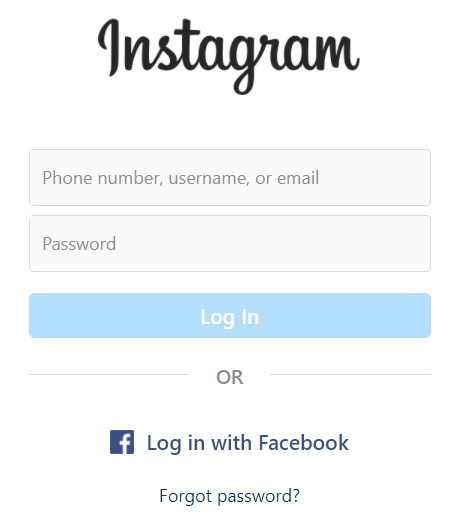 Instagram
Phone number, username, or email
Password
Log In
OR
Log in with Facebook
Forgot password?